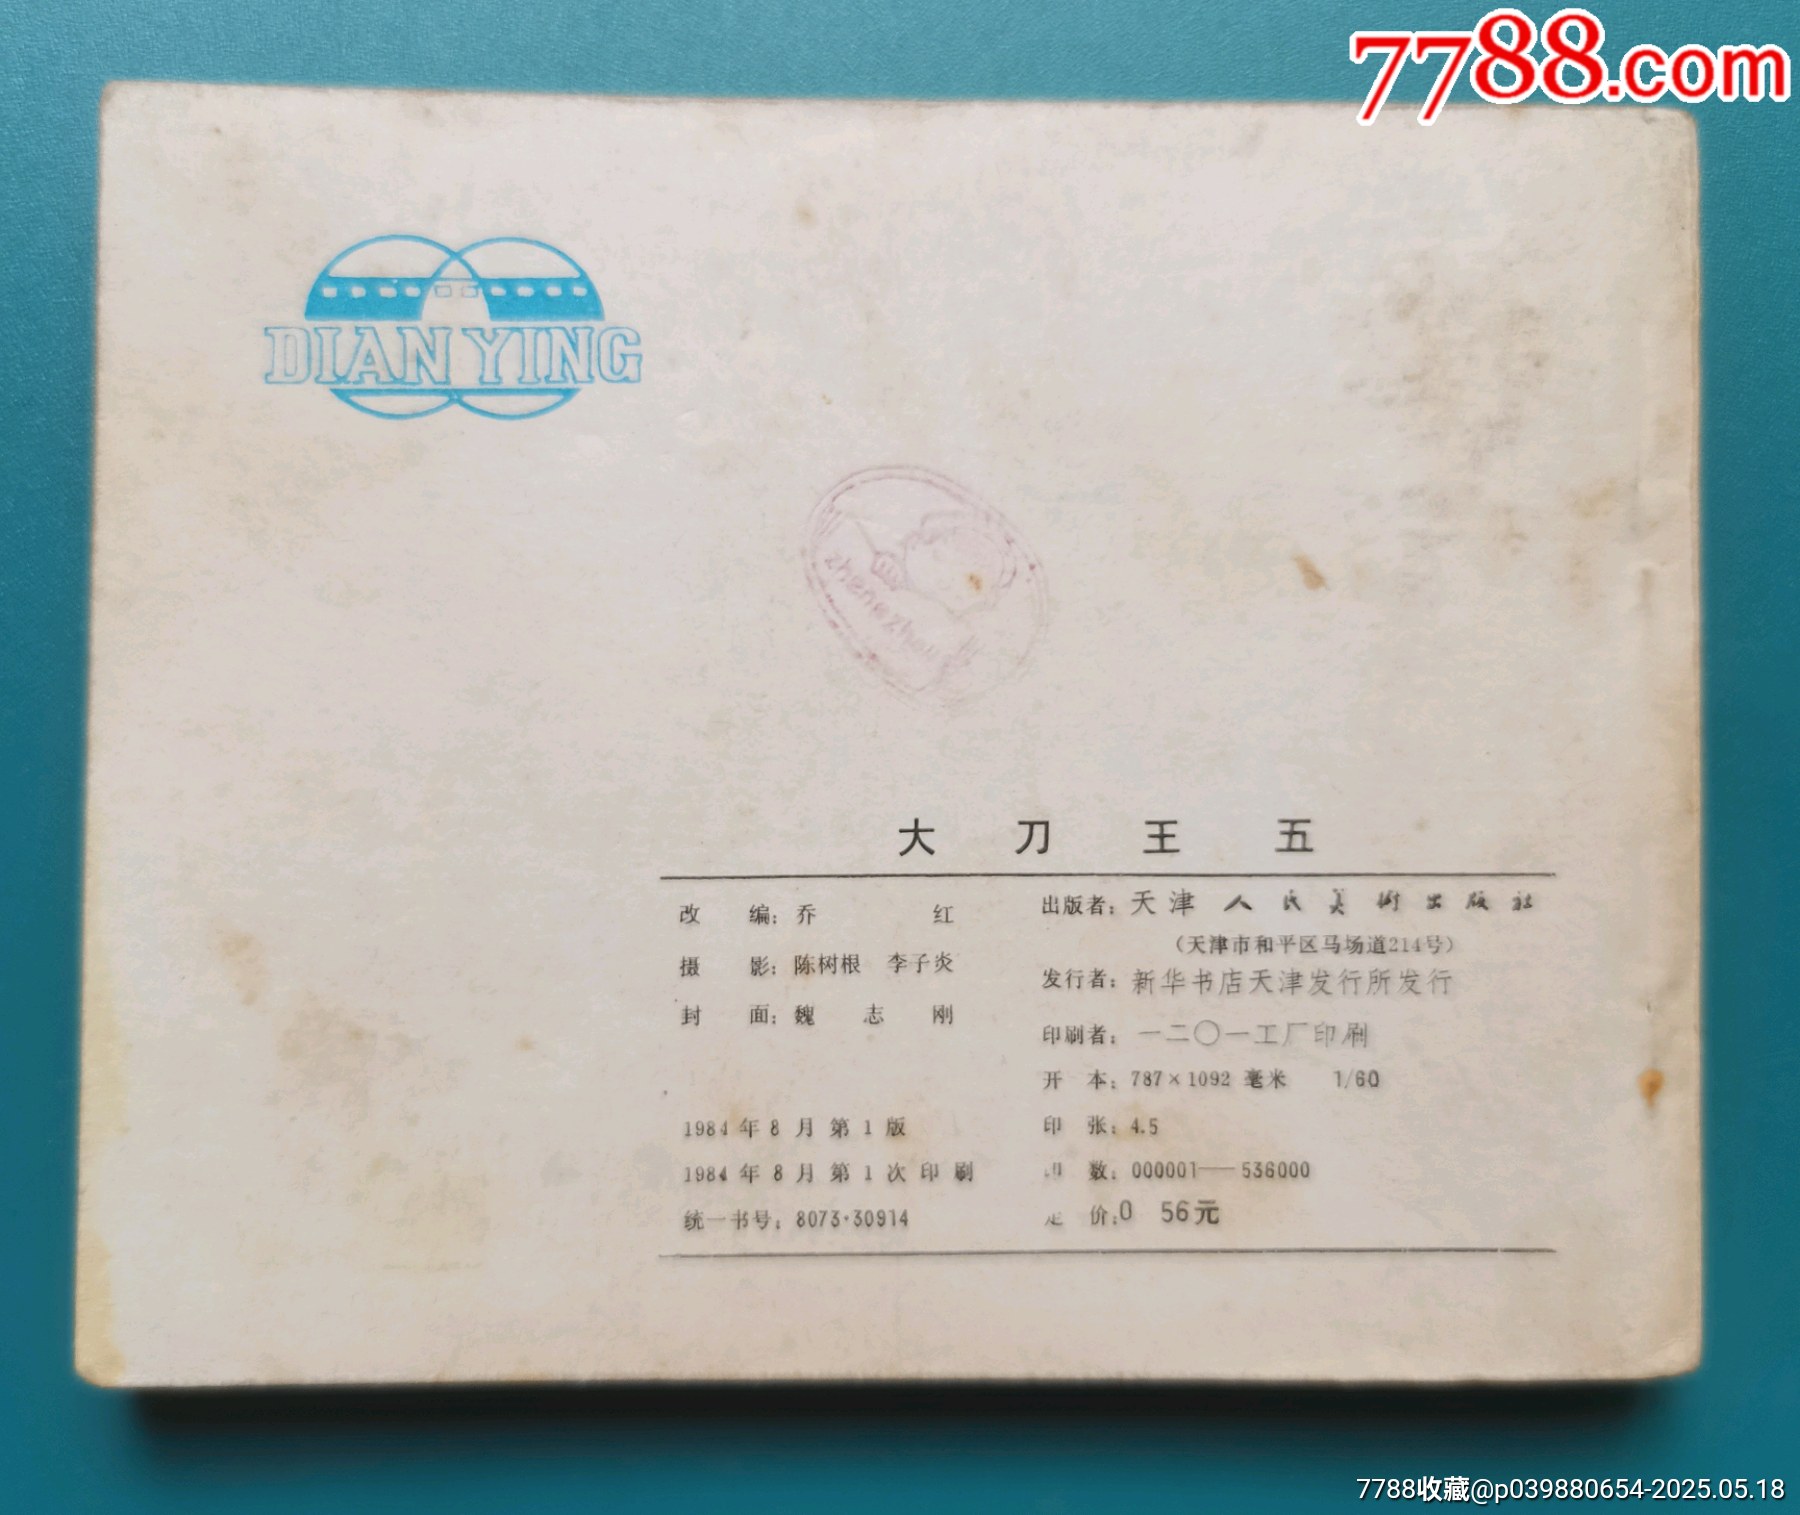 7788.com
DIANYING
大刀王五
改编:乔红
摄影:陈树根 李子炎
封面:魏志刚
1984年8月第1版
1984年8月第1次印刷
统一书号:8073·30914
出版者:天津人民美术出版社
(天津市和平区马场道214号)
发行者:新华书店天津发行所发行
印刷者:一二〇一工厂印刷
开本:787×1092 毫米 1/60
印张:4.5
印数:000001——536000
定价:0 56元
7788收藏@p039880654-2025.05.18